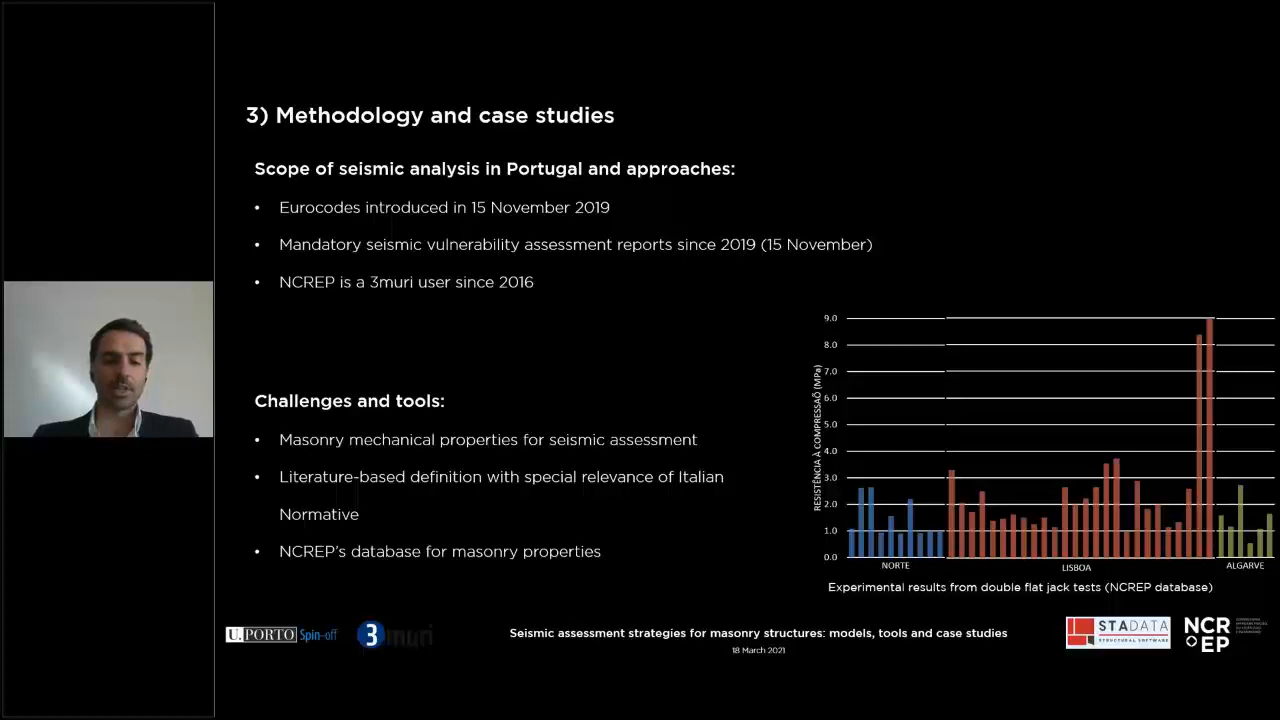 3) Methodology and case studies
Scope of seismic analysis in Portugal and approaches:
• Eurocodes introduced in 15 November 2019
• Mandatory seismic vulnerability assessment reports since 2019 (15 November)
• NCREP is a 3muri user since 2016
Challenges and tools:
• Masonry mechanical properties for seismic assessment
• Literature-based definition with special relevance of Italian
Normative
• NCREP's database for masonry properties
RESISTÊNCIA À COMPRESSAÕ (MPa)
9.0
8.0
7.0
6.0
5.0
4.0
3.0
2.0
1.0
0.0
NORTE
LISBOA
ALGARVE
Experimental results from double flat jack tests (NCREP database)
U.PORTO Spin-off
3muri
Seismic assessment strategies for masonry structures: models, tools and case studies
18 March 2021
STADATA
STRUCTURAL SOFTWARE
NCR
EP